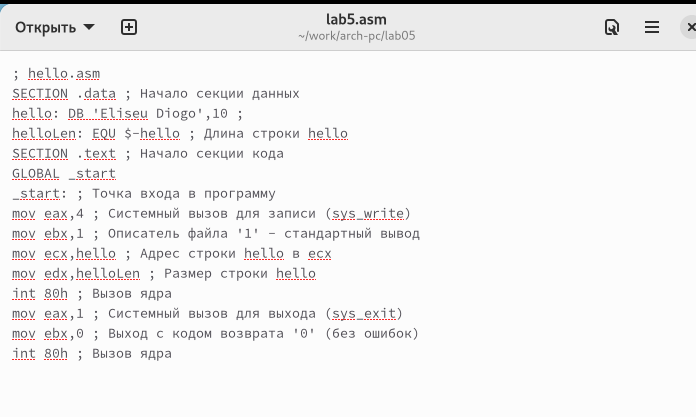 Открыть
lab5.asm
~/work/arch-pc/lab05
; hello.asm
SECTION .data ; Начало секции данных
hello: DB 'Eliseu Diogo',10 ;
helloLen: EQU $-hello ; Длина строки hello
SECTION .text ; Начало секции кода
GLOBAL _start
_start: ; Точка входа в программу
mov eax,4 ; Системный вызов для записи (sys_write)
mov ebx,1 ; Описатель файла '1' - стандартный вывод
mov ecx,hello ; Адрес строки hello в ecx
mov edx,helloLen ; Размер строки hello
int 80h ; Вызов ядра
mov eax,1 ; Системный вызов для выхода (sys_exit)
mov ebx,0 ; Выход с кодом возврата '0' (без ошибок)
int 80h ; Вызов ядра